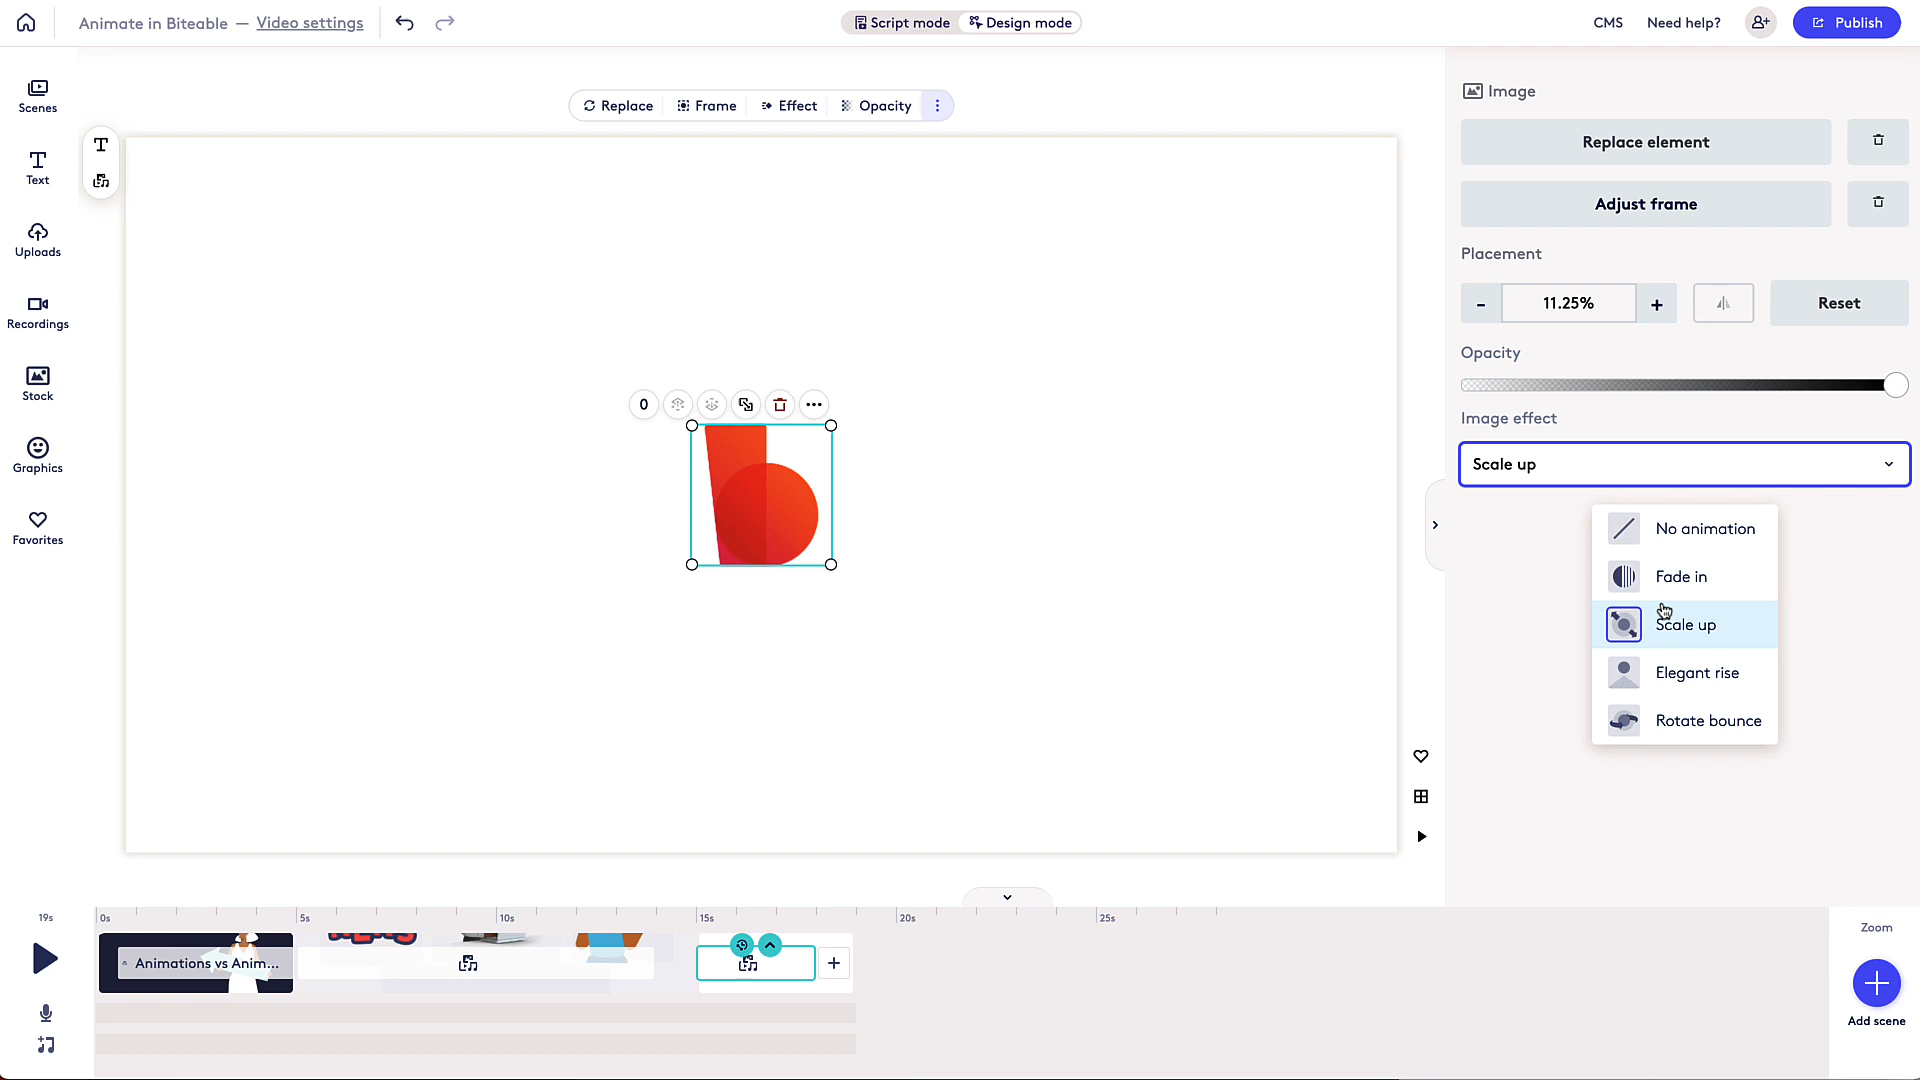 Animate in Biteable — Video settings
Script mode
Design mode
CMS
Need help?
Publish
Scenes
Text
Uploads
Recordings
Stock
Graphics
Favorites
Replace
Frame
Effect
Opacity
0
Image
Replace element
Adjust frame
Placement
-
11.25%
+
Reset
Opacity
Image effect
Scale up
No animation
Fade in
Scale up
Elegant rise
Rotate bounce
19s
0s
5s
10s
15s
20s
25s
Animations vs Anim...
+
Zoom
Add scene